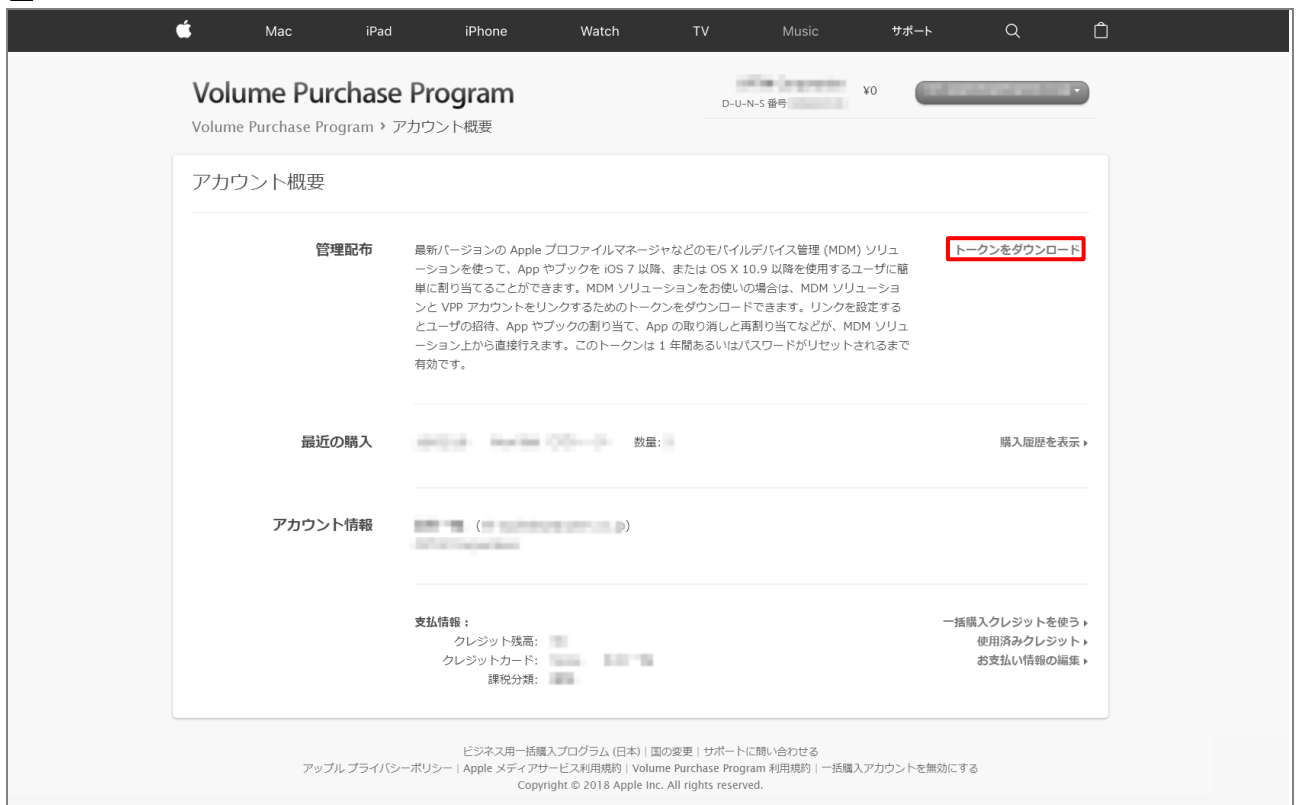 Mac iPad iPhone Watch TV Music サポート
Volume Purchase Program
¥0
D-U-N-S 番号
Volume Purchase Program › アカウント概要
アカウント概要
管理配布
最新バージョンの Apple プロファイルマネージャなどのモバイルデバイス管理 (MDM) ソリュ
ーションを使って、App やブックを iOS 7 以降、または OS X 10.9 以降を使用するユーザに簡
単に割り当てることができます。MDM ソリューションをお使いの場合は、MDM ソリューショ
ンと VPP アカウントをリンクするためのトークンをダウンロードできます。リンクを設定する
とユーザの招待、App やブックの割り当て、App の取り消しと再割り当てなどが、MDM ソリュ
ーション上から直接行えます。このトークンは 1 年間あるいはパスワードがリセットされるまで
有効です。
トークンをダウンロード
最近の購入
数量:
購入履歴を表示
アカウント情報
支払情報：
クレジット残高:
クレジットカード:
課税分類:
一括購入クレジットを使う
使用済みクレジット
お支払い情報の編集
ビジネス用一括購入プログラム (日本) | 国の変更 | サポートに問い合わせる
アップル プライバシーポリシー | Apple メディアサービス利用規約 | Volume Purchase Program 利用規約 | 一括購入アカウントを無効にする
Copyright © 2018 Apple Inc. All rights reserved.